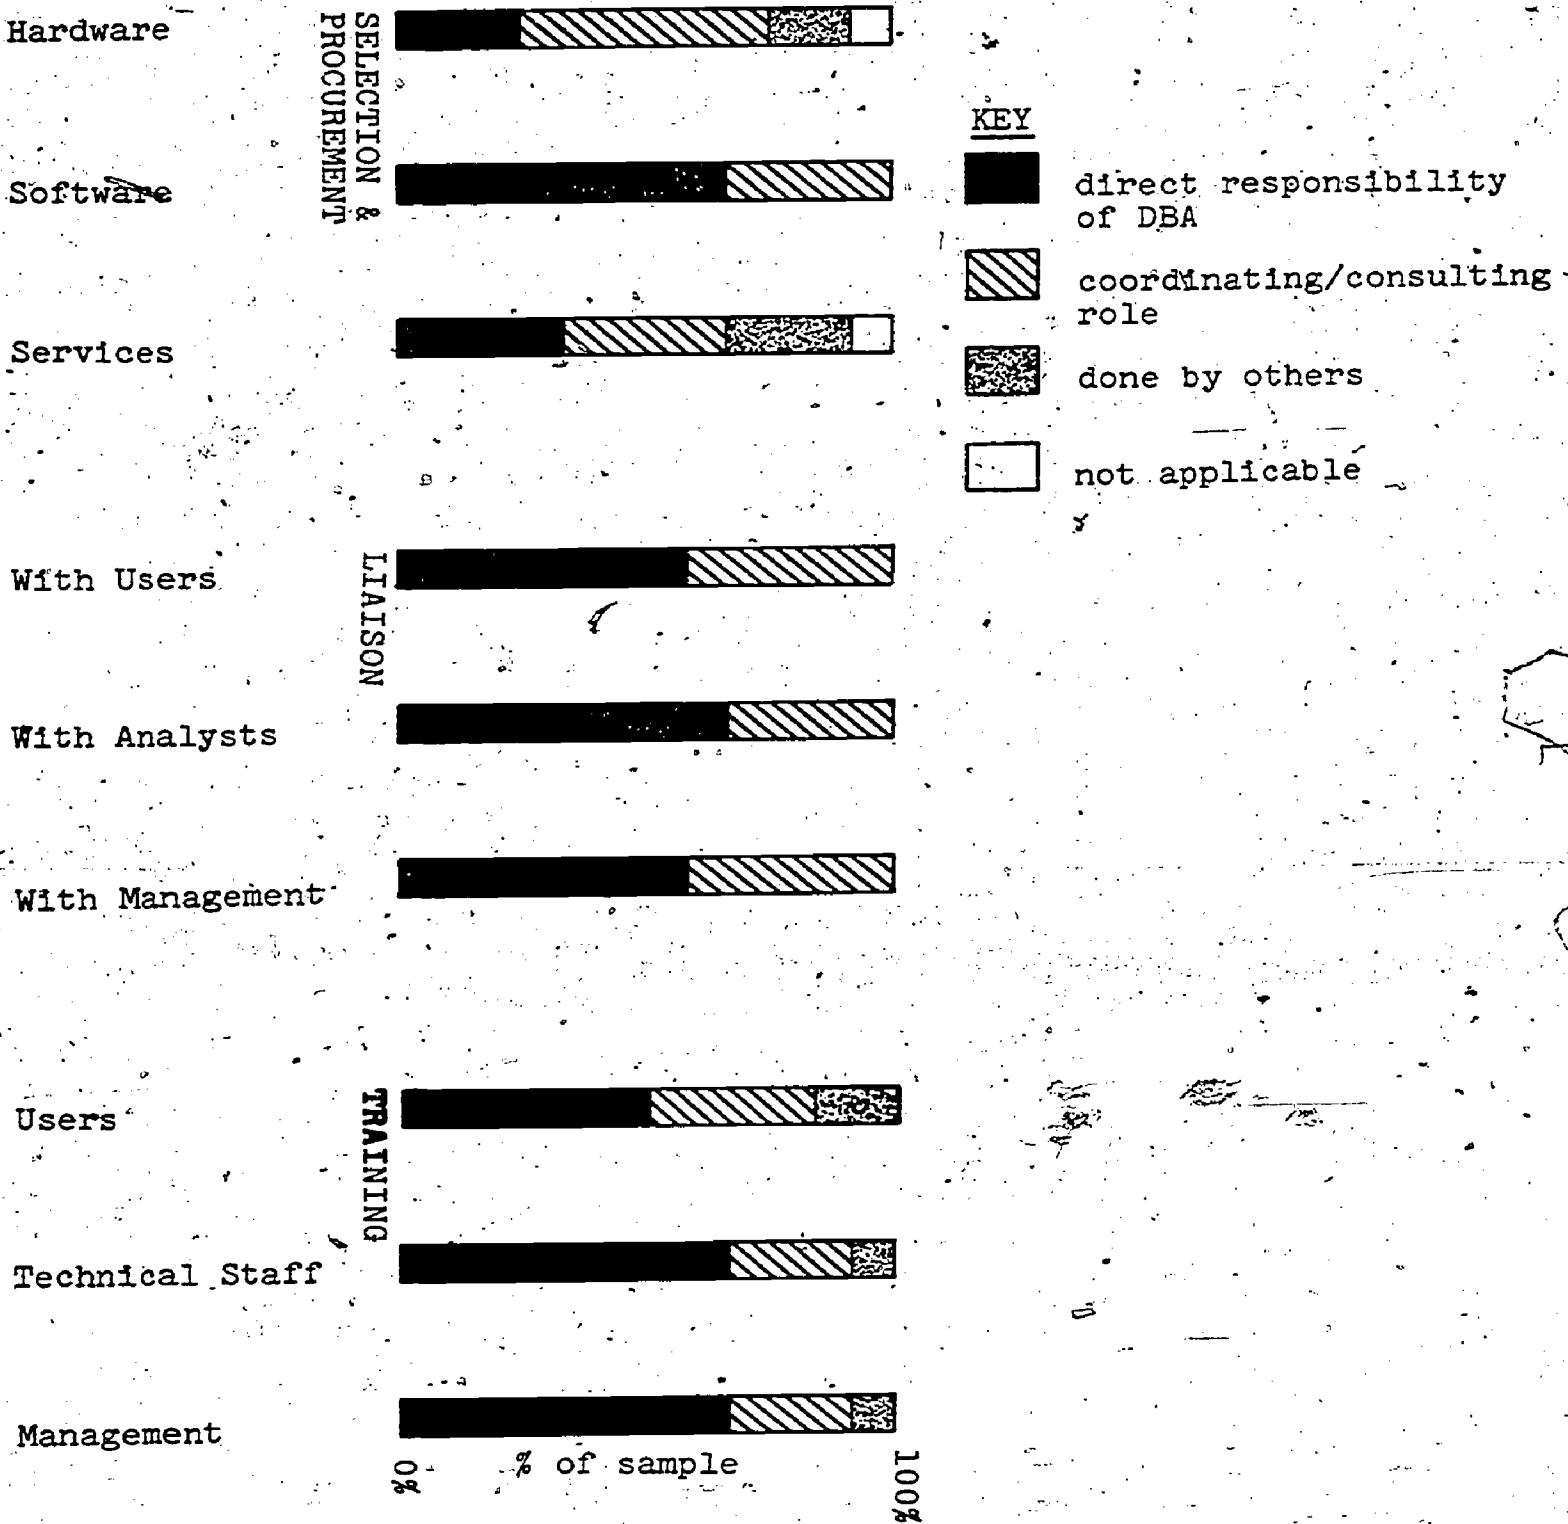 Hardware
SELECTION &
PROCUREMENT
Software
Services
KEY
direct responsibility
of DBA
coordinating/consulting
role
done by others
not applicable
LIAISON
With Users
With Analysts
With Management
TRAINING
Users
Technical Staff
Management
0%
% of sample
100%